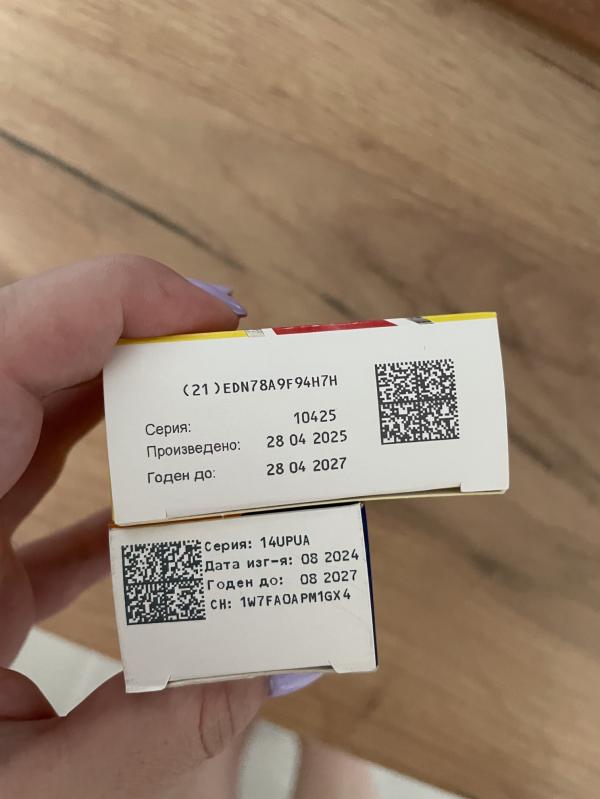 (21)EDN78A9F94H7H
Серия: 10425
Произведено: 28 04 2025
Годен до: 28 04 2027
Серия: 14UPUA
Дата изг-я: 08 2024
Годен до: 08 2027
СН: 1W7FAOAPM1GX4